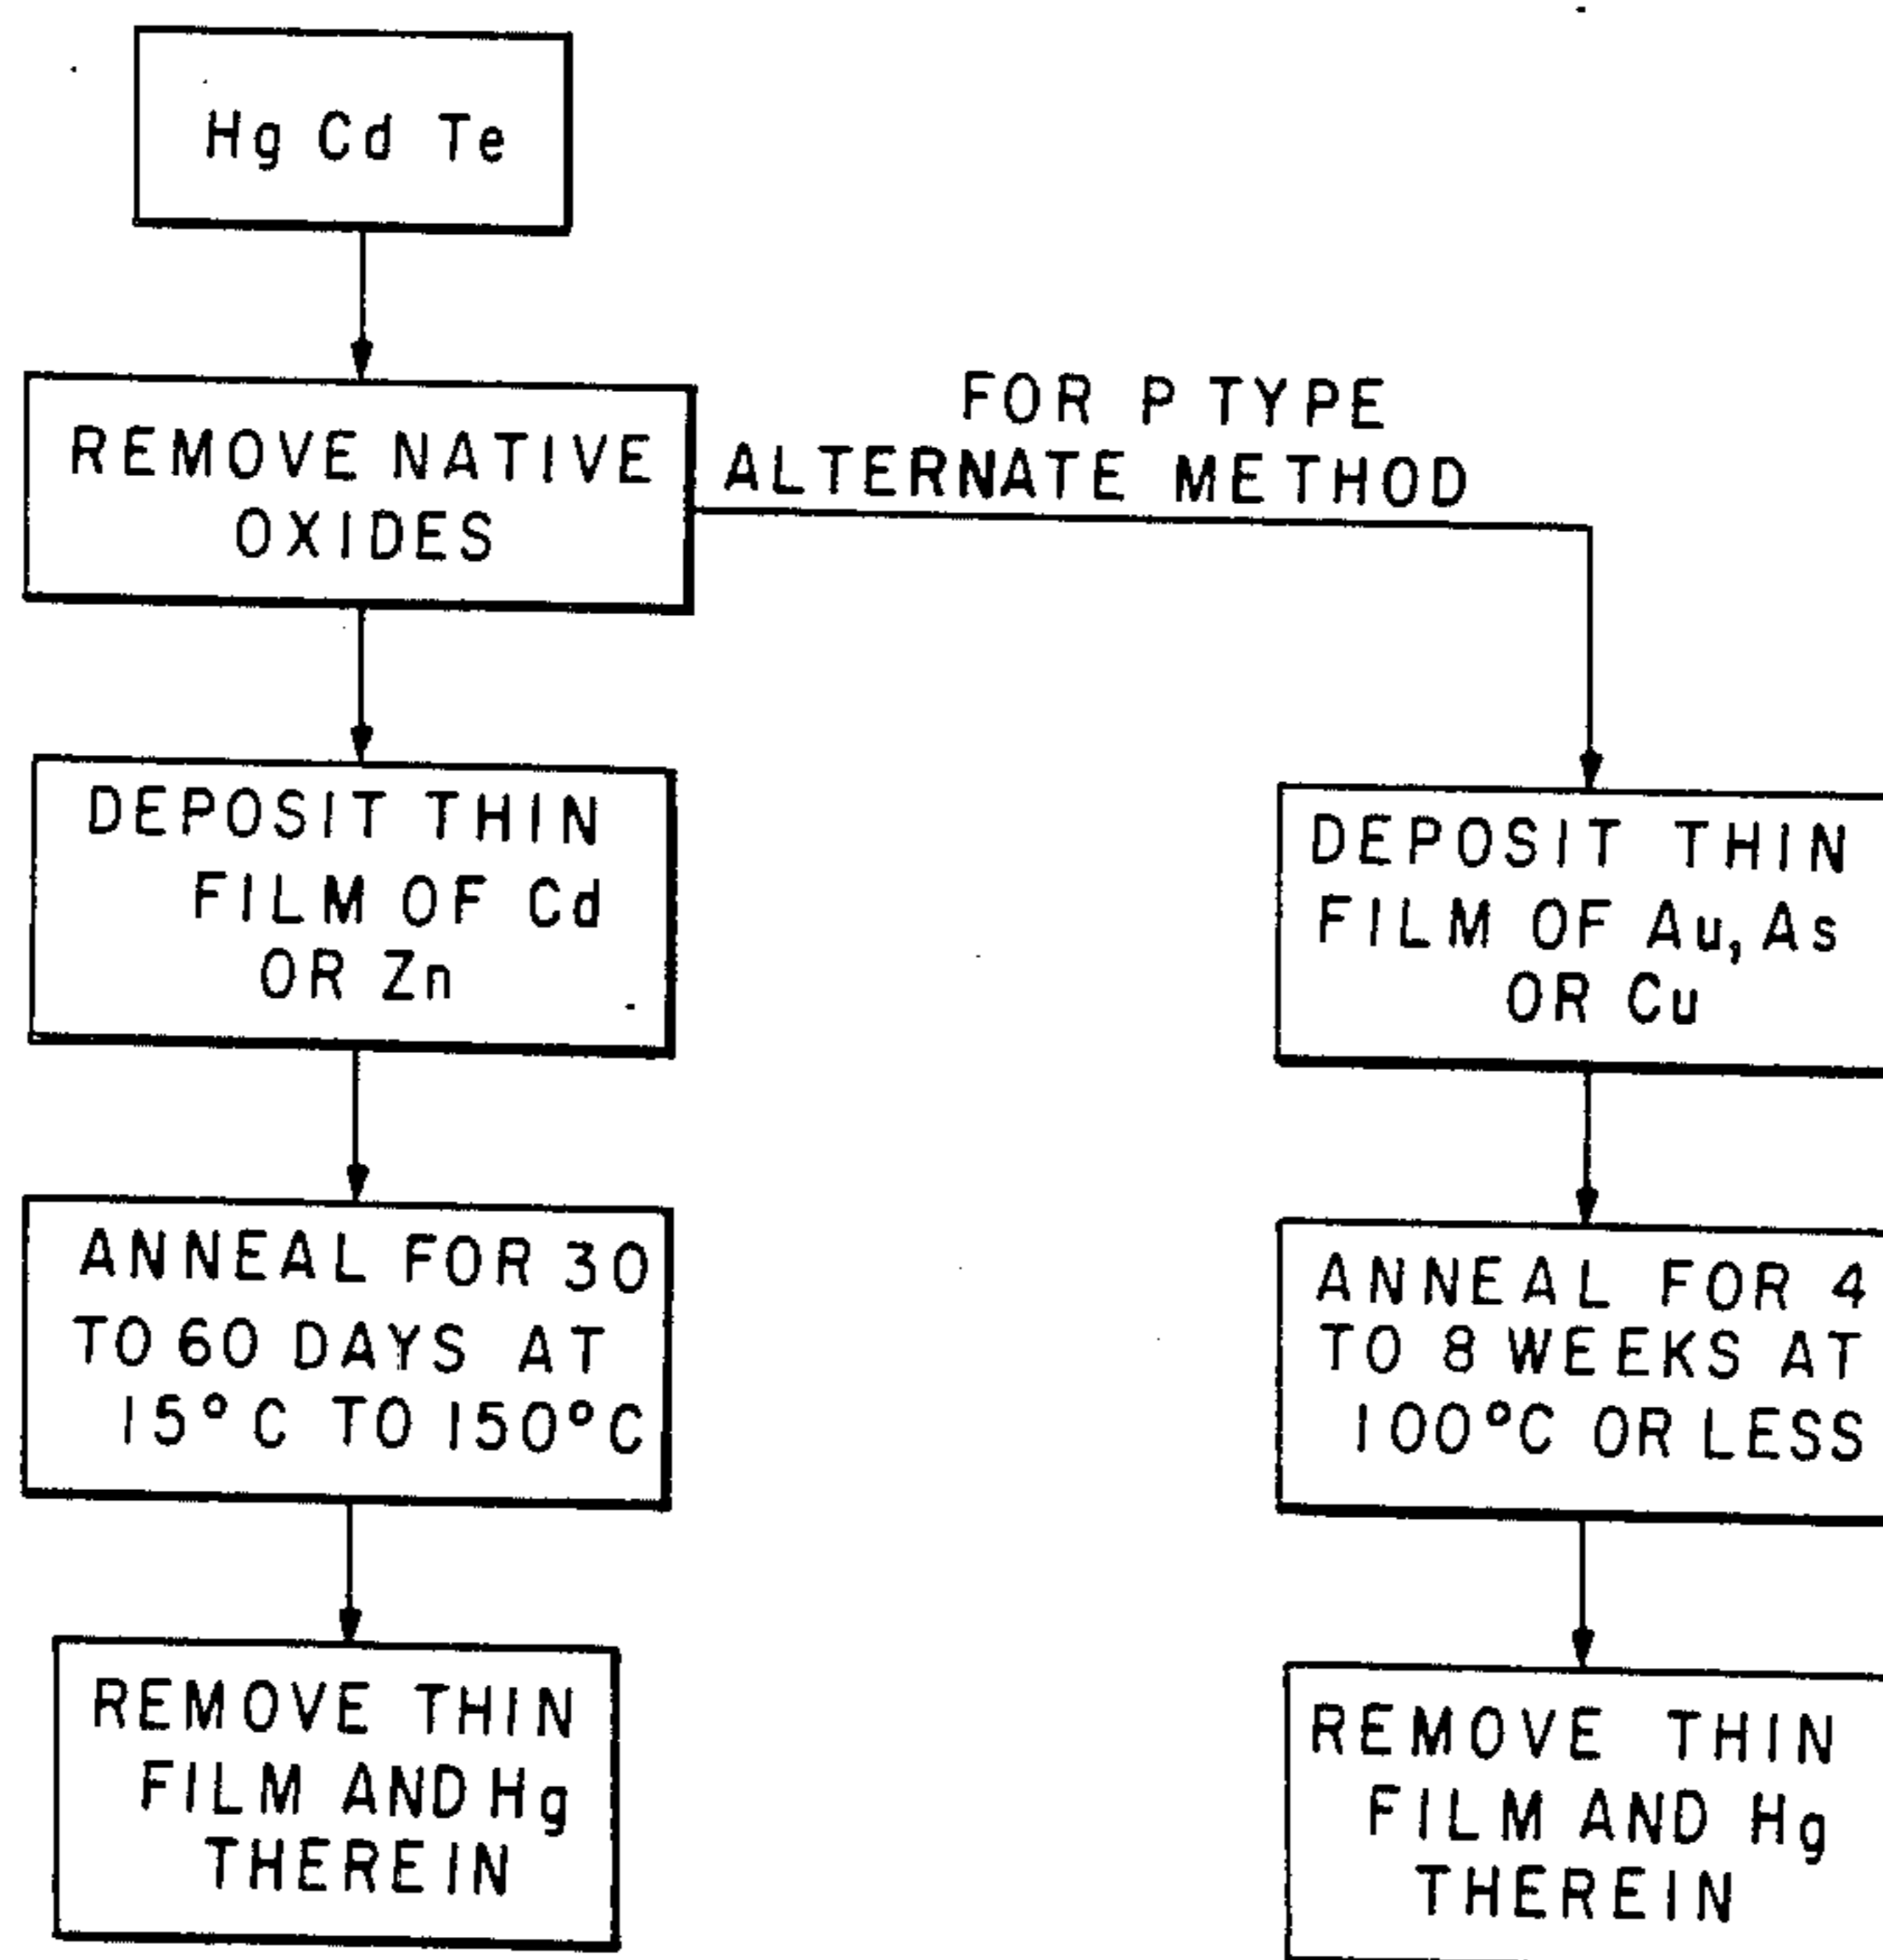 Hg Cd Te
REMOVE NATIVE
OXIDES
FOR P TYPE
ALTERNATE METHOD
DEPOSIT THIN
FILM OF Cd
OR Zn
ANNEAL FOR 30
TO 60 DAYS AT
15°C TO 150°C
REMOVE THIN
FILM AND Hg
THEREIN
DEPOSIT THIN
FILM OF Au, As
OR Cu
ANNEAL FOR 4
TO 8 WEEKS AT
100°C OR LESS
REMOVE THIN
FILM AND Hg
THEREIN